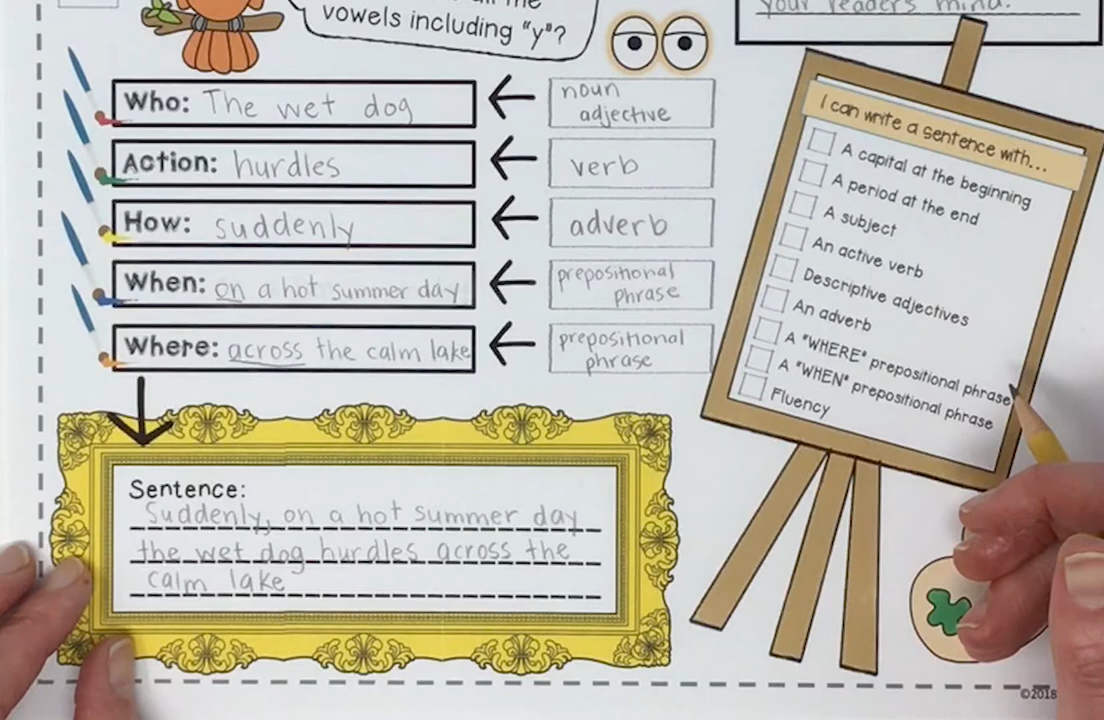 vowels including "y"?
your readers mind.
Who: The wet dog
noun
adjective
Action: hurdles
verb
How: suddenly
adverb
When: on a hot summer day
prepositional
phrase
Where: across the calm lake
prepositional
phrase
Sentence:
Suddenly, on a hot summer day
the wet dog hurdles across the
calm lake
I can write a sentence with...
A capital at the beginning
A period at the end
A subject
An active verb
Descriptive adjectives
An adverb
A "WHERE" prepositional phrase
A "WHEN" prepositional phrase
Fluency
©2018